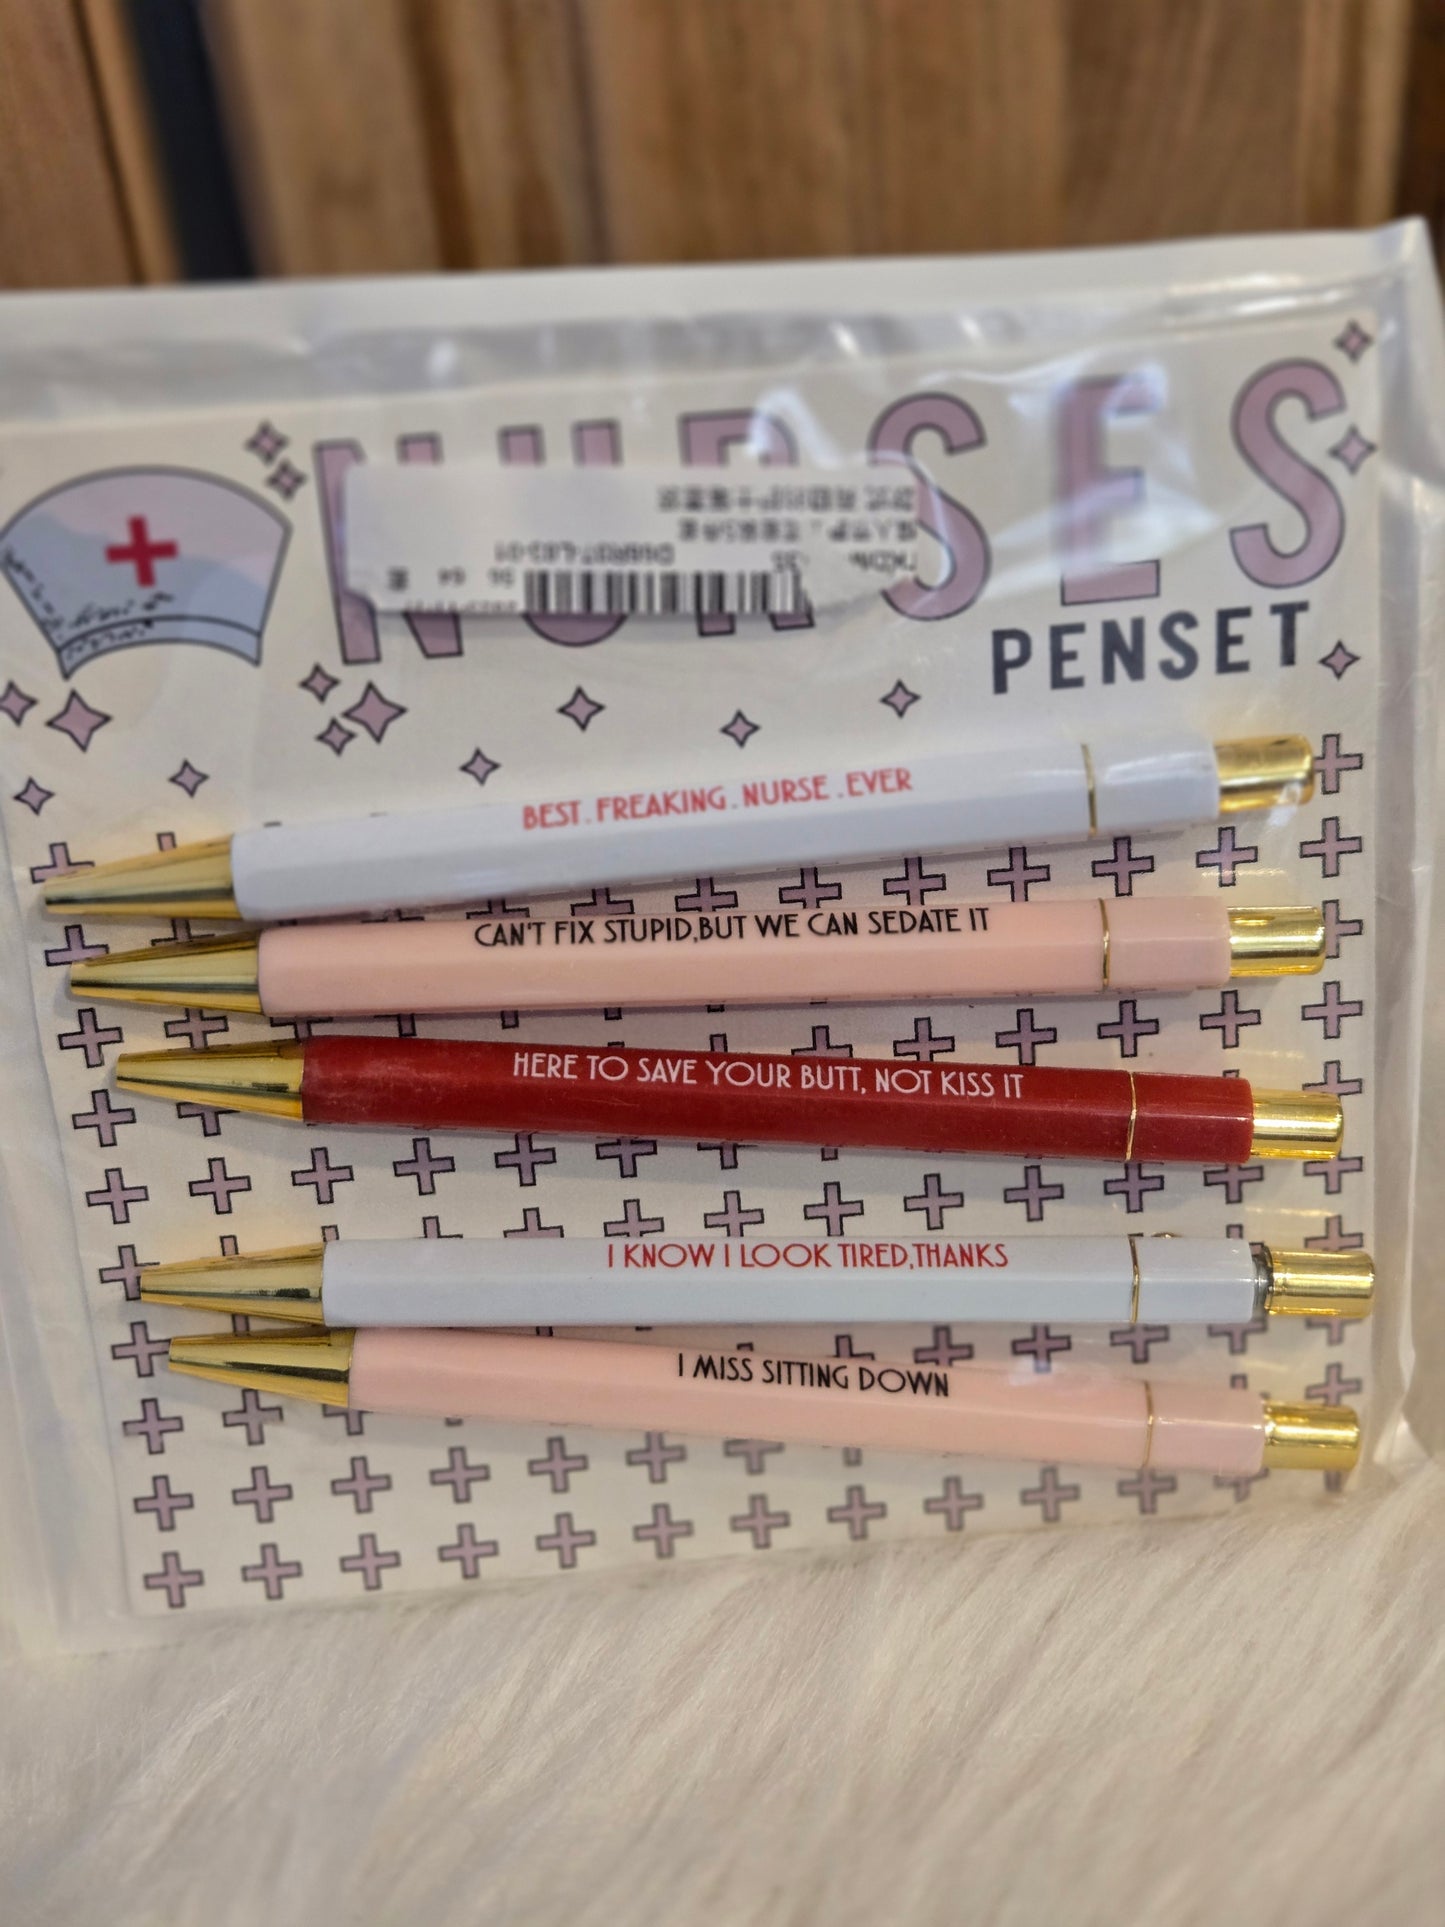 NURSES
PENSET
BEST . FREAKING . NURSE . EVER
CAN'T FIX STUPID,BUT WE CAN SEDATE IT
HERE TO SAVE YOUR BUTT, NOT KISS IT
I KNOW I LOOK TIRED,THANKS
I MISS SITTING DOWN